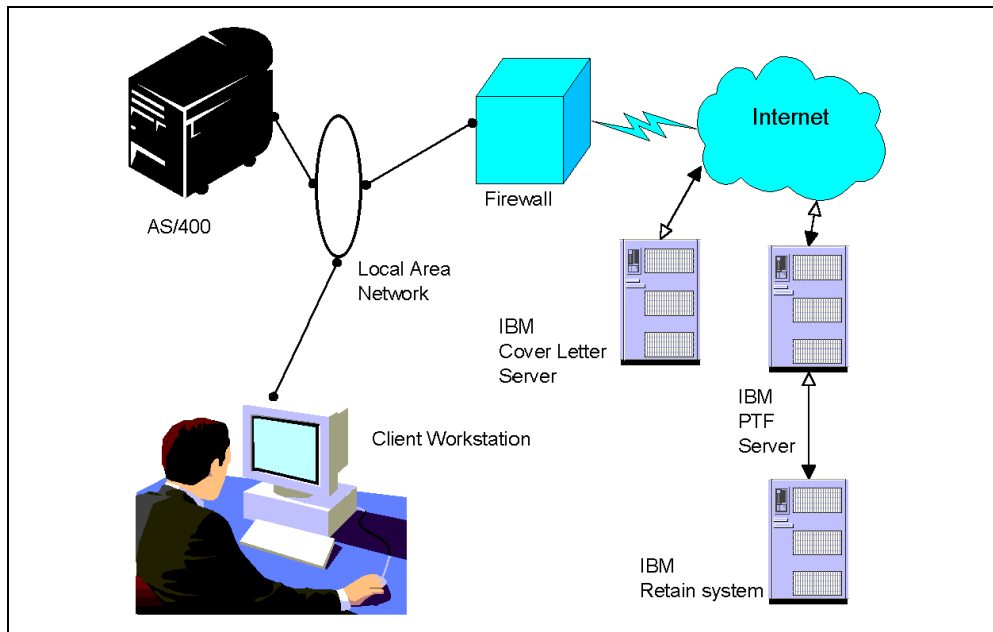 Internet
Firewall
AS/400
Local Area
Network
IBM
Cover Letter
Server
IBM
PTF
Server
Client Workstation
IBM
Retain system